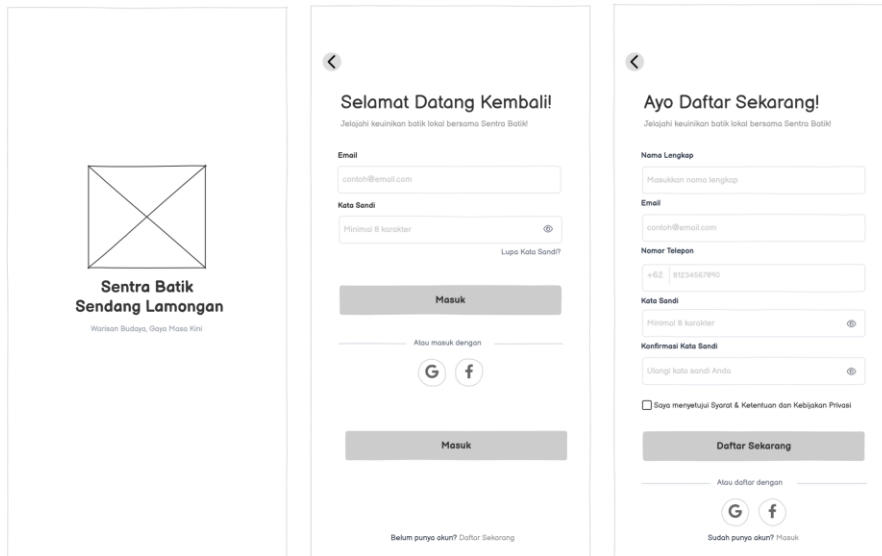 Sentra Batik
Sendang Lamongan
Warisan Budaya, Gaya Masa Kini
Selamat Datang Kembali!
Jelajahi keuinikan batik lokal bersama Sentra Batik!
Email
contoh@email.com
Kata Sandi
Minimal 8 karakter
Lupa Kata Sandi?
Masuk
Atau masuk dengan
G f
Masuk
Belum punya akun? Daftar Sekarang
Ayo Daftar Sekarang!
Jelajahi keuinikan batik lokal bersama Sentra Batik!
Nama Lengkap
Masukkan nama lengkap
Email
contoh@email.com
Nomor Telepon
+62 81234567890
Kata Sandi
Minimal 8 karakter
Konfirmasi Kata Sandi
Ulangi kata sandi Anda
Saya menyetujui Syarat & Ketentuan dan Kebijakan Privasi
Daftar Sekarang
Atau daftar dengan
G f
Sudah punya akun? Masuk